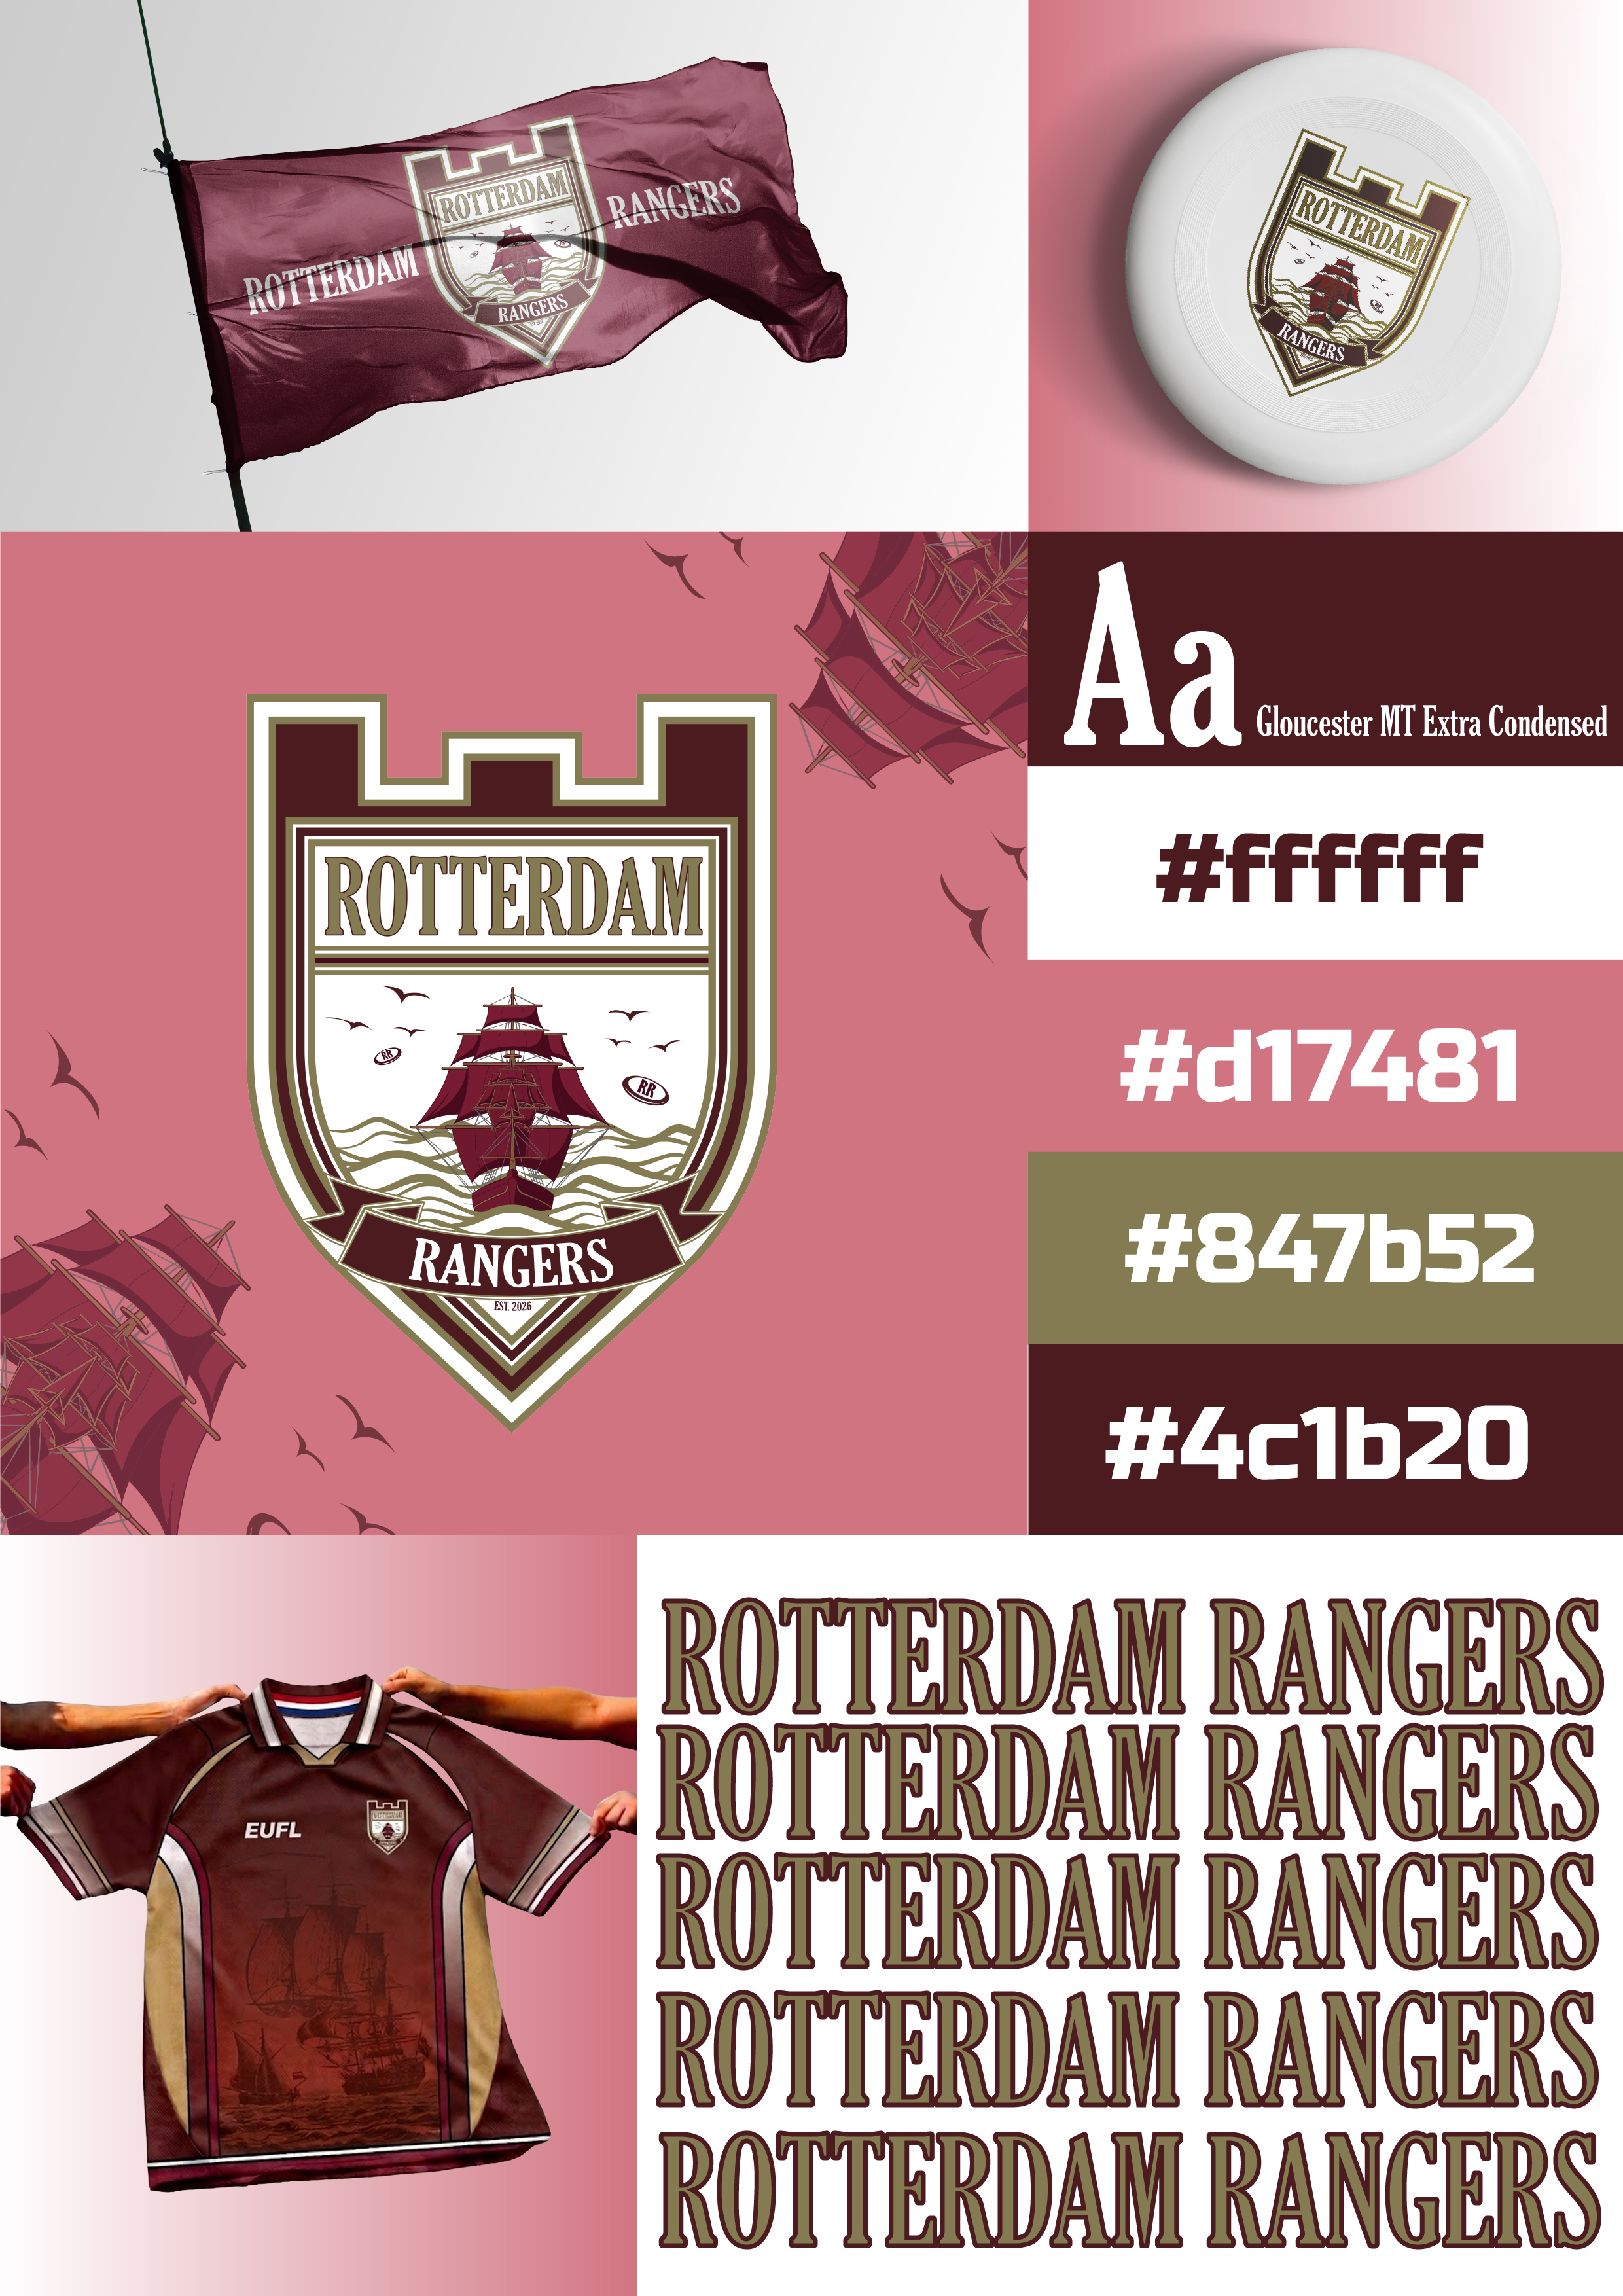 ROTTERDAM
ROTTERDAM
RANGERS
RANGERS
ROTTERDAM
RANGERS
Aa Gloucester MT Extra Condensed
#ffffff
#d17481
#847b52
#4c1b20
ROTTERDAM
RR
RR
RANGERS
EST. 2026
EUFL
ROTTERDAM RANGERS
ROTTERDAM RANGERS
ROTTERDAM RANGERS
ROTTERDAM RANGERS
ROTTERDAM RANGERS